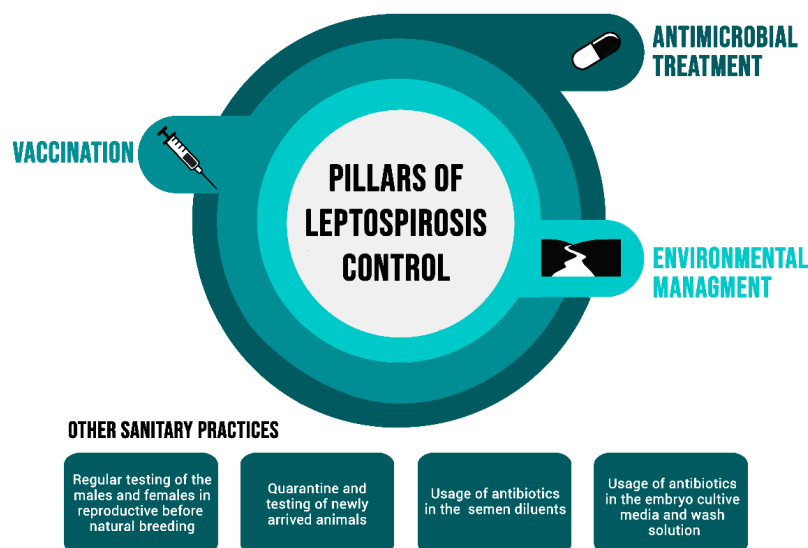 ANTIMICROBIAL
TREATMENT
VACCINATION
PILLARS OF
LEPTOSPIROSIS
CONTROL
ENVIRONMENTAL
MANAGMENT
OTHER SANITARY PRACTICES
Regular testing of the
males and females in
reproductive before
natural breeding
Quarantine and
testing of newly
arrived animals
Usage of antibiotics
in the semen diluents
Usage of antibiotics
in the embryo cultive
media and wash
solution